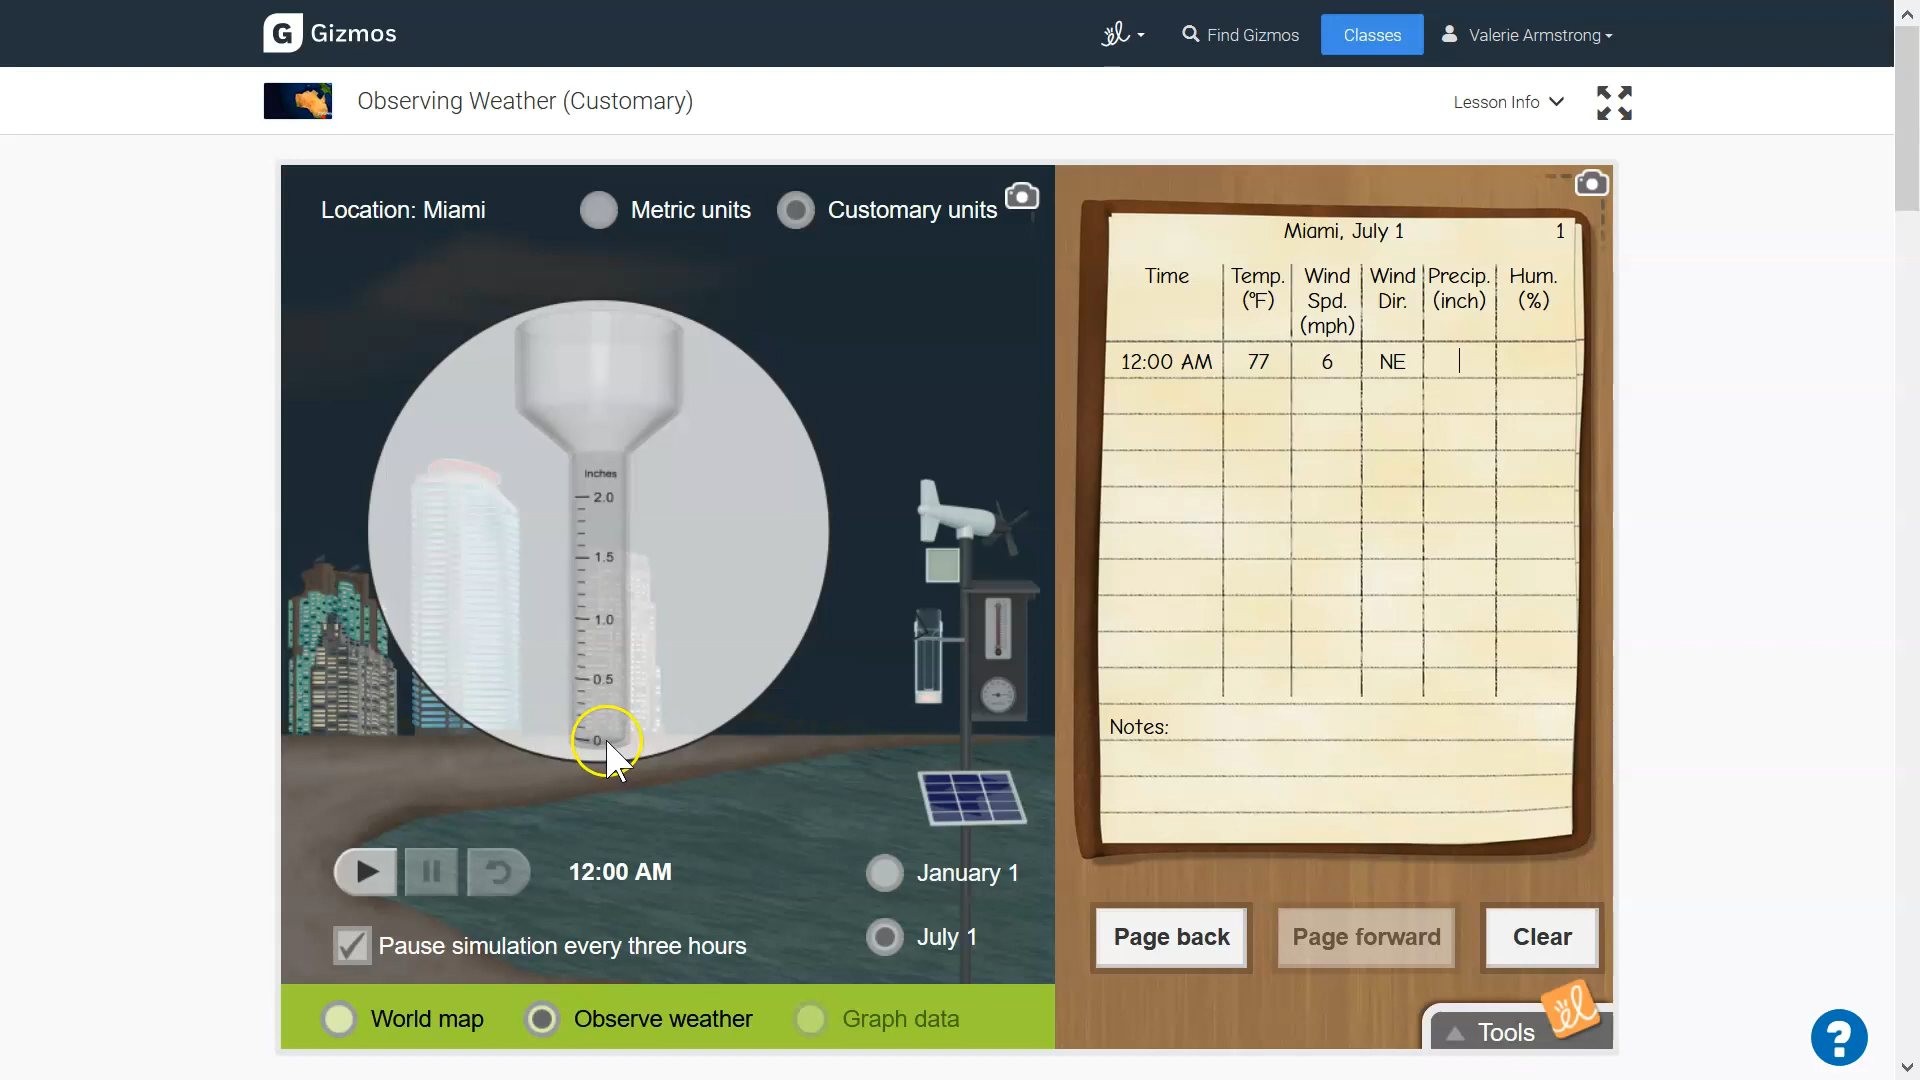 G Gizmos
Find Gizmos
Classes
Valerie Armstrong
Observing Weather (Customary)
Lesson Info
Location: Miami
Metric units
Customary units
Inches
2.0
1.5
1.0
0.5
0
12:00 AM
January 1
July 1
Pause simulation every three hours
World map
Observe weather
Graph data
Miami, July 1 1
Time Temp. (°F) Wind Spd. (mph) Wind Dir. Precip. (inch) Hum. (%)
12:00 AM 77 6 NE
Notes:
Page back
Page forward
Clear
Tools
?